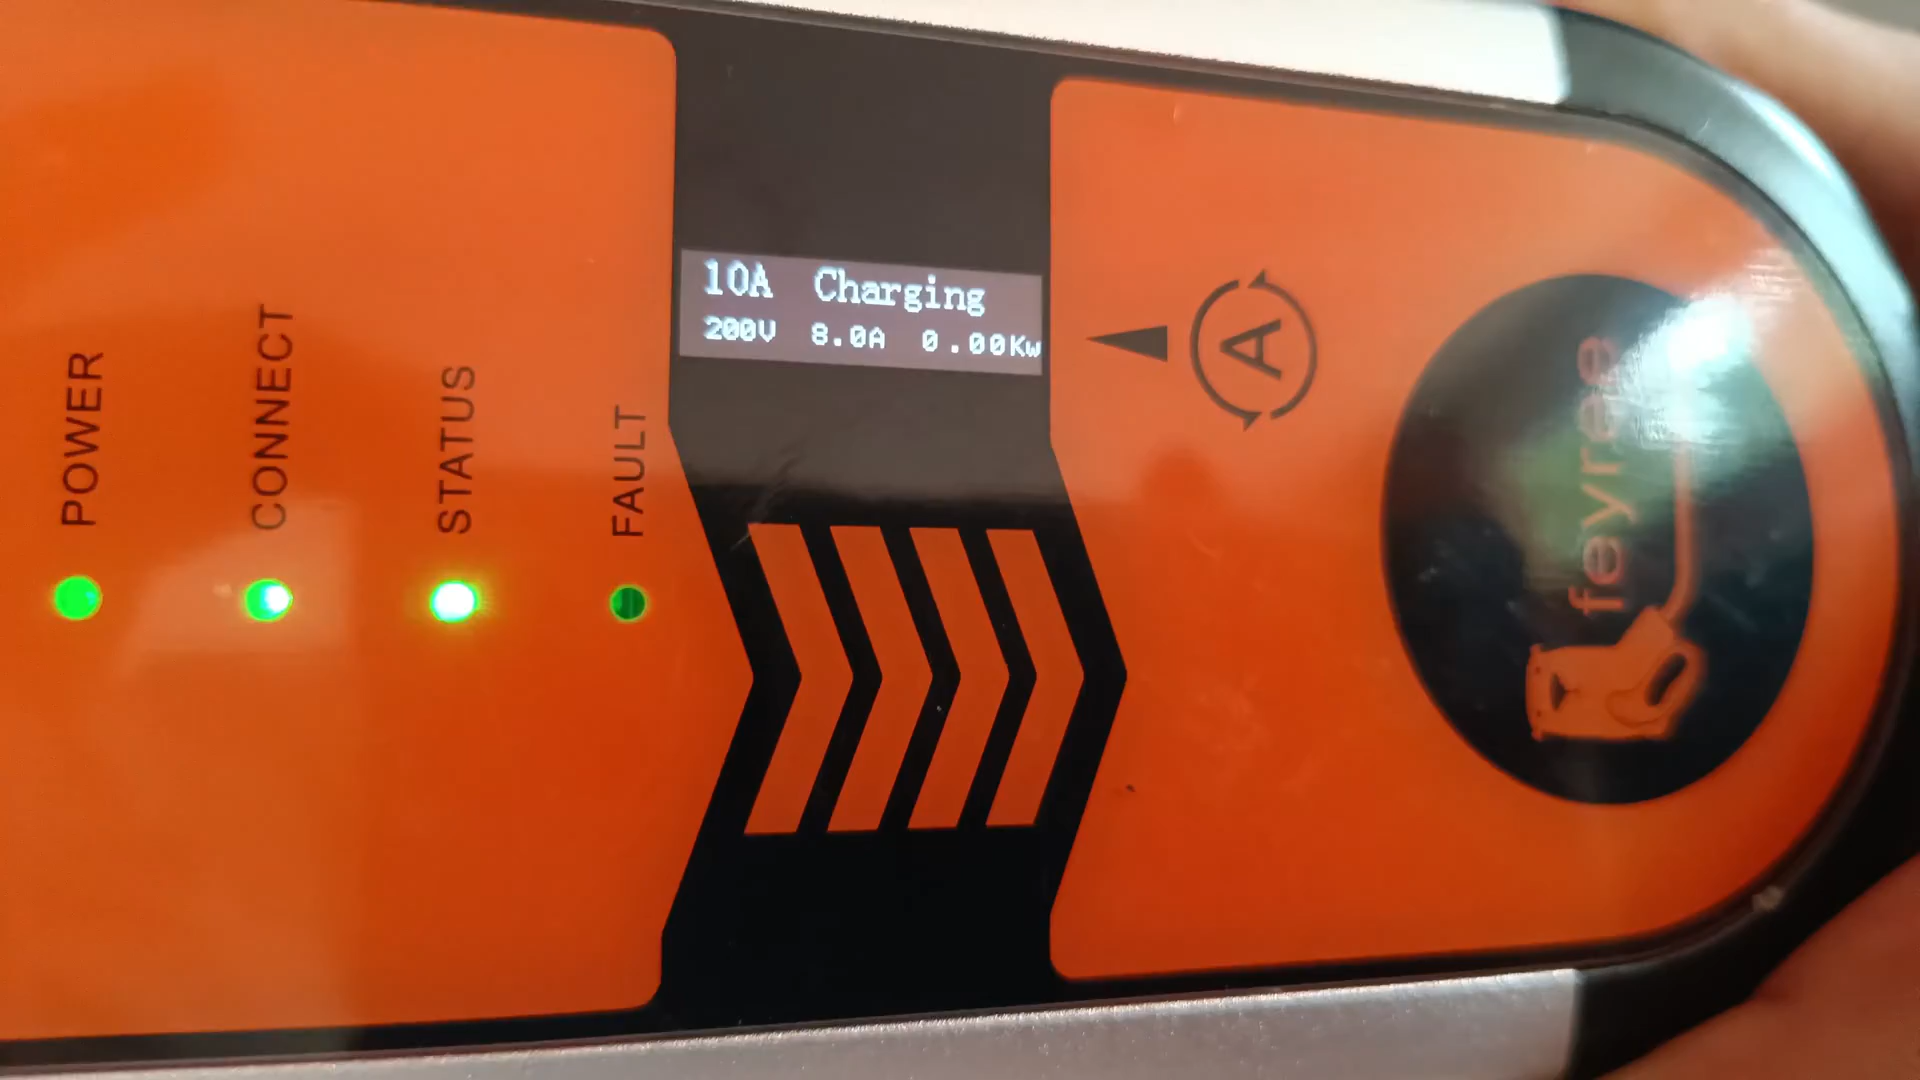 10A Charging
200V 8.0A 0.00Kw
POWER
CONNECT
STATUS
FAULT
A
feyree